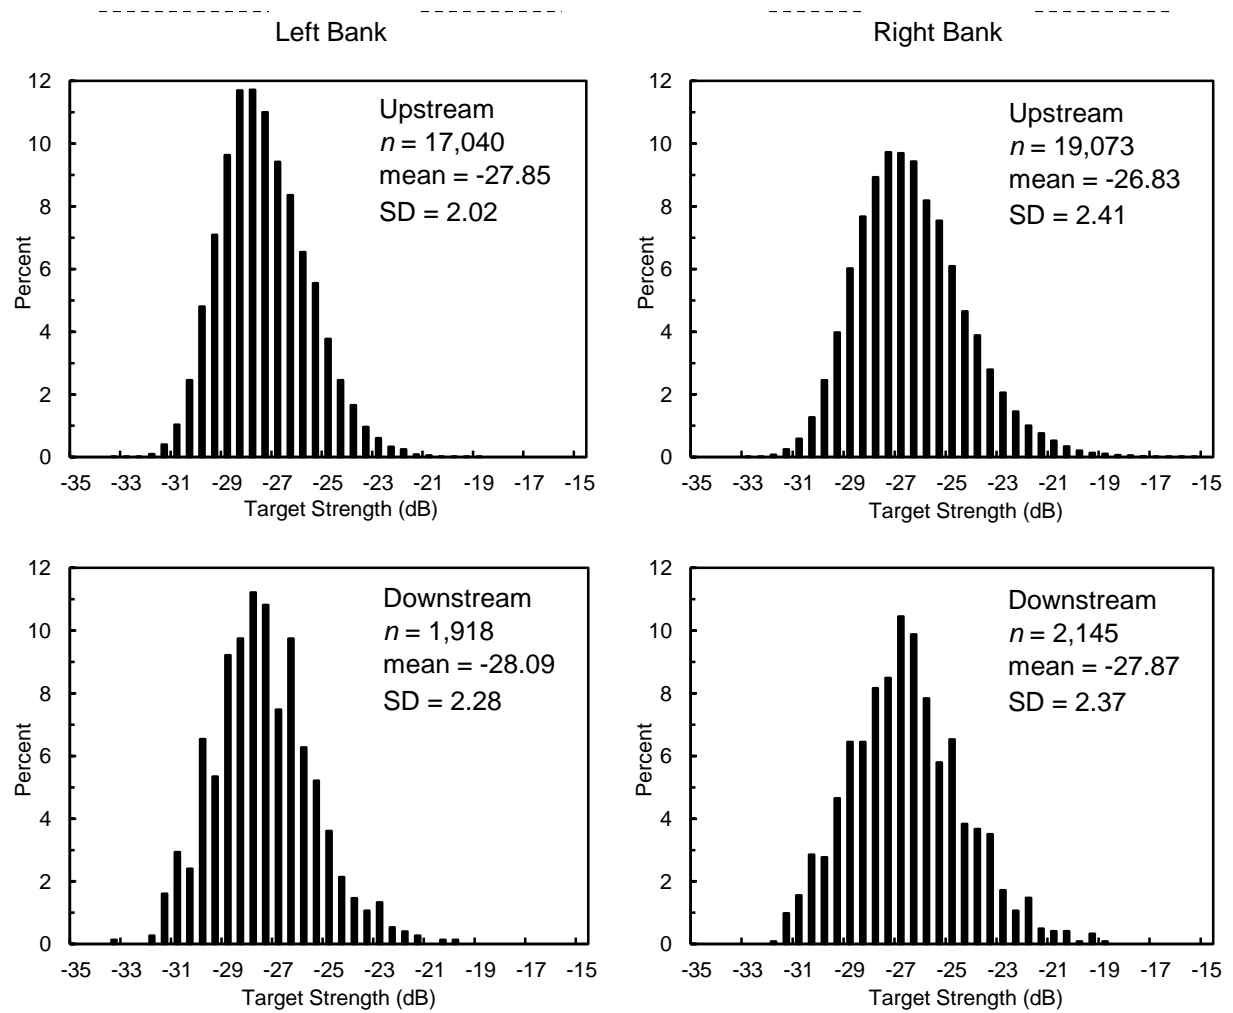 Left Bank
Right Bank
Upstream
n = 17,040
mean = -27.85
SD = 2.02
Percent
12
10
8
6
4
2
0
-35 -33 -31 -29 -27 -25 -23 -21 -19 -17 -15
Target Strength (dB)
Upstream
n = 19,073
mean = -26.83
SD = 2.41
Percent
12
10
8
6
4
2
0
-35 -33 -31 -29 -27 -25 -23 -21 -19 -17 -15
Target Strength (dB)
Downstream
n = 1,918
mean = -28.09
SD = 2.28
Percent
12
10
8
6
4
2
0
-35 -33 -31 -29 -27 -25 -23 -21 -19 -17 -15
Target Strength (dB)
Downstream
n = 2,145
mean = -27.87
SD = 2.37
Percent
12
10
8
6
4
2
0
-35 -33 -31 -29 -27 -25 -23 -21 -19 -17 -15
Target Strength (dB)